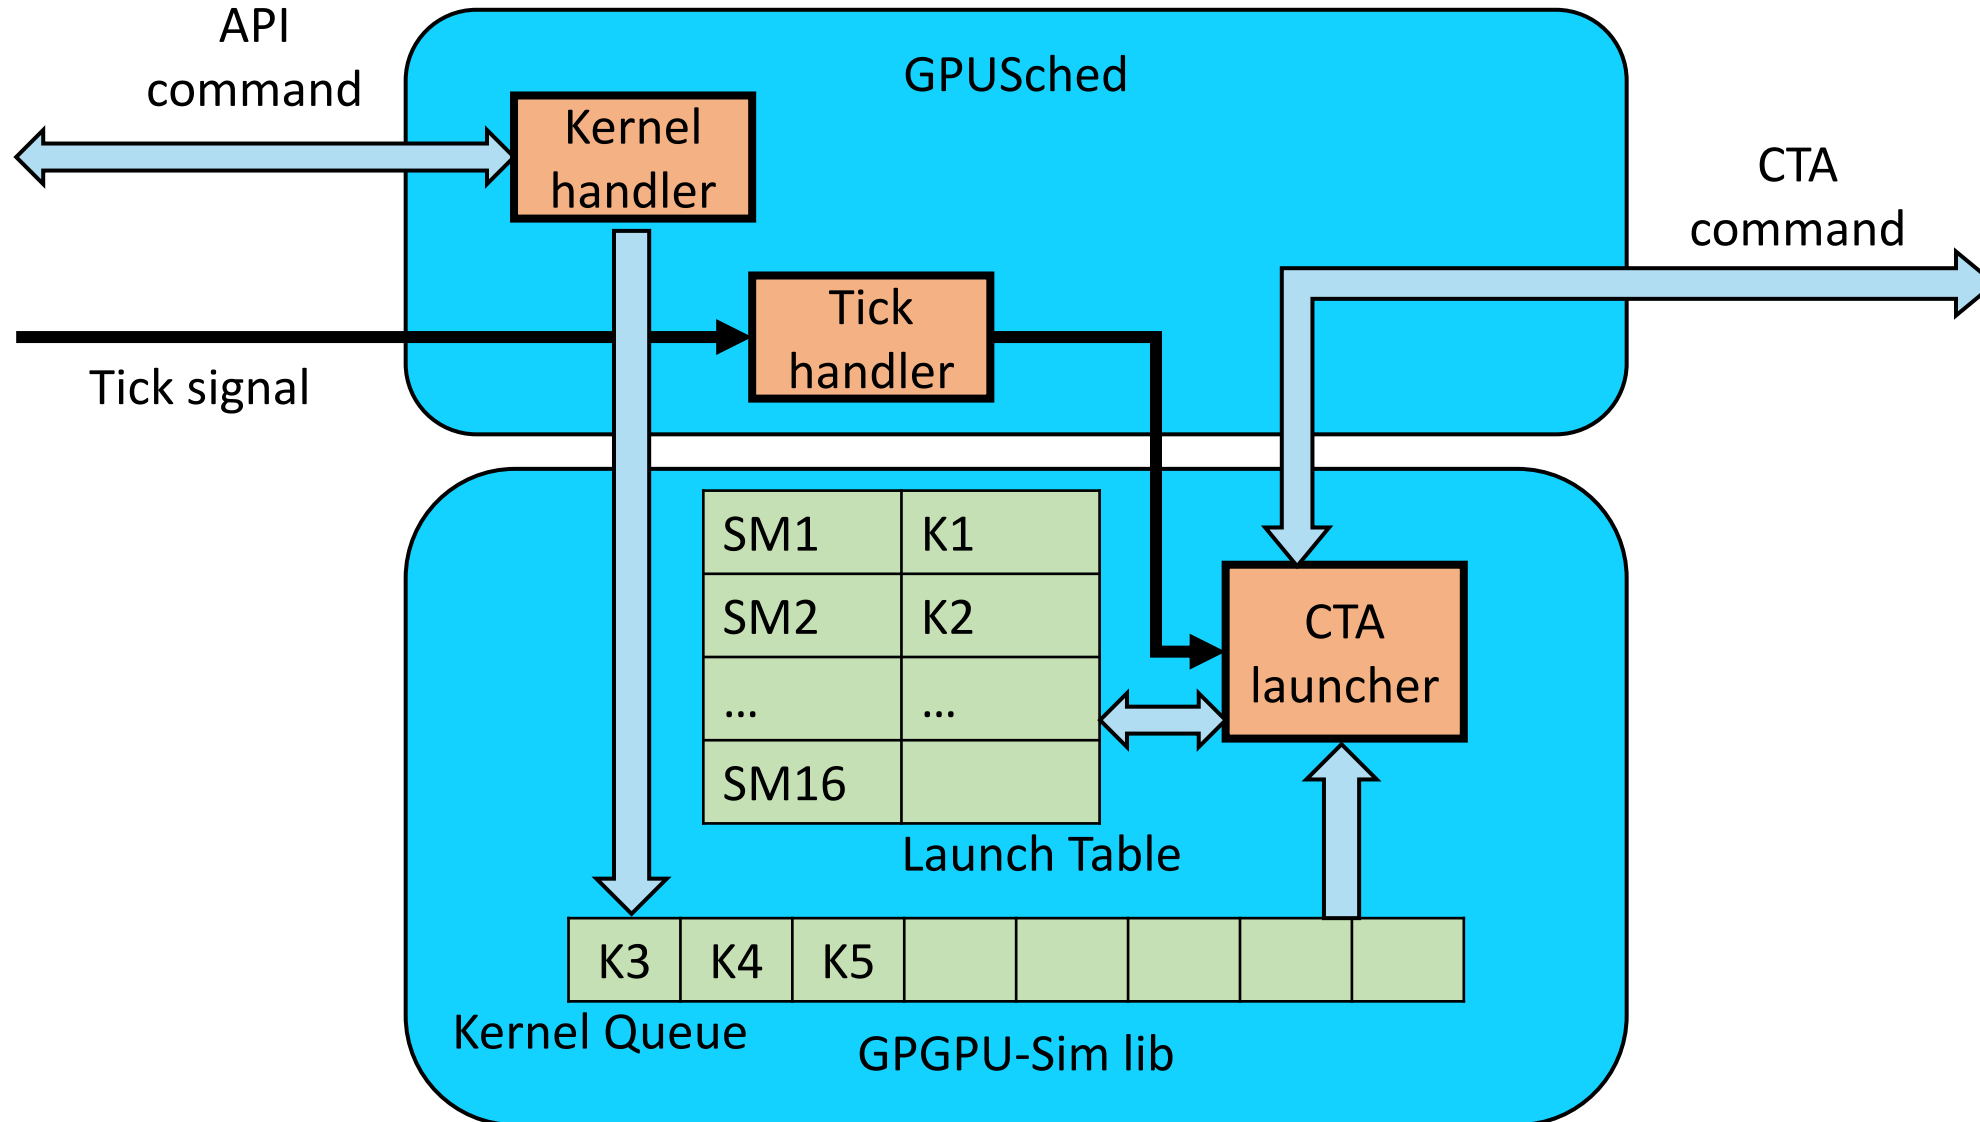 API
command
GPUSched
Kernel
handler
CTA
command
Tick
handler
Tick signal
SM1 K1
SM2 K2
... ...
SM16
CTA
launcher
Launch Table
K3 K4 K5
Kernel Queue
GPGPU-Sim lib